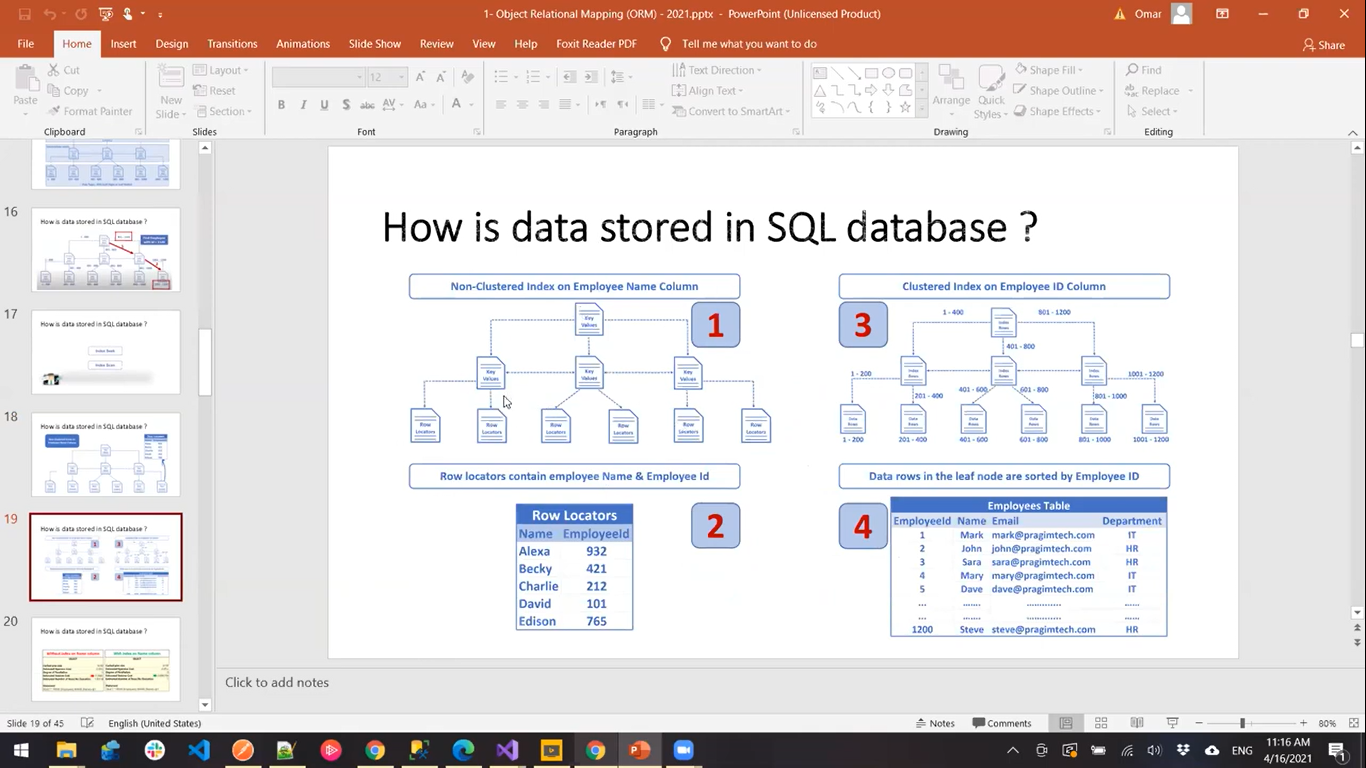 1- Object Relational Mapping (ORM) - 2021.pptx - PowerPoint (Unlicensed Product)
Omar
File
Home
Insert
Design
Transitions
Animations
Slide Show
Review
View
Help
Foxit Reader PDF
Tell me what you want to do
Share
Paste
Cut
Copy
Format Painter
Clipboard
New Slide
Layout
Reset
Section
Slides
12
Font
Text Direction
Align Text
Convert to SmartArt
Paragraph
Arrange
Quick Styles
Shape Fill
Shape Outline
Shape Effects
Drawing
Find
Replace
Select
Editing
16
How is data stored in SQL database ?
17
How is data stored in SQL database ?
Index Seek
Index Scan
18
How is data stored in SQL database ?
19
How is data stored in SQL database ?
20
How is data stored in SQL database ?
How is data stored in SQL database ?
Non-Clustered Index on Employee Name Column
1
Key Values
Key Values
Key Values
Key Values
Row Locators
Row Locators
Row Locators
Row Locators
Row Locators
Row Locators
Clustered Index on Employee ID Column
3
1 - 400
801 - 1200
Index Rows
401 - 800
1 - 200
Index Rows
Index Rows
Index Rows
1001 - 1200
201 - 400
401 - 600
601 - 800
801 - 1000
Data Rows
Data Rows
Data Rows
Data Rows
Data Rows
Data Rows
1 - 200
201 - 400
401 - 600
601 - 800
801 - 1000
1001 - 1200
Row locators contain employee Name & Employee Id
2
Row Locators
Name EmployeeId
Alexa 932
Becky 421
Charlie 212
David 101
Edison 765
Data rows in the leaf node are sorted by Employee ID
4
Employees Table
EmployeeId Name Email Department
1 Mark mark@pragimtech.com IT
2 John john@pragimtech.com HR
3 Sara sara@pragimtech.com HR
4 Mary mary@pragimtech.com IT
5 Dave dave@pragimtech.com IT
... ....... ............. ......
1200 Steve steve@pragimtech.com HR
Click to add notes
Slide 19 of 45
English (United States)
Notes
Comments
80%
ENG
11:16 AM
4/16/2021
1